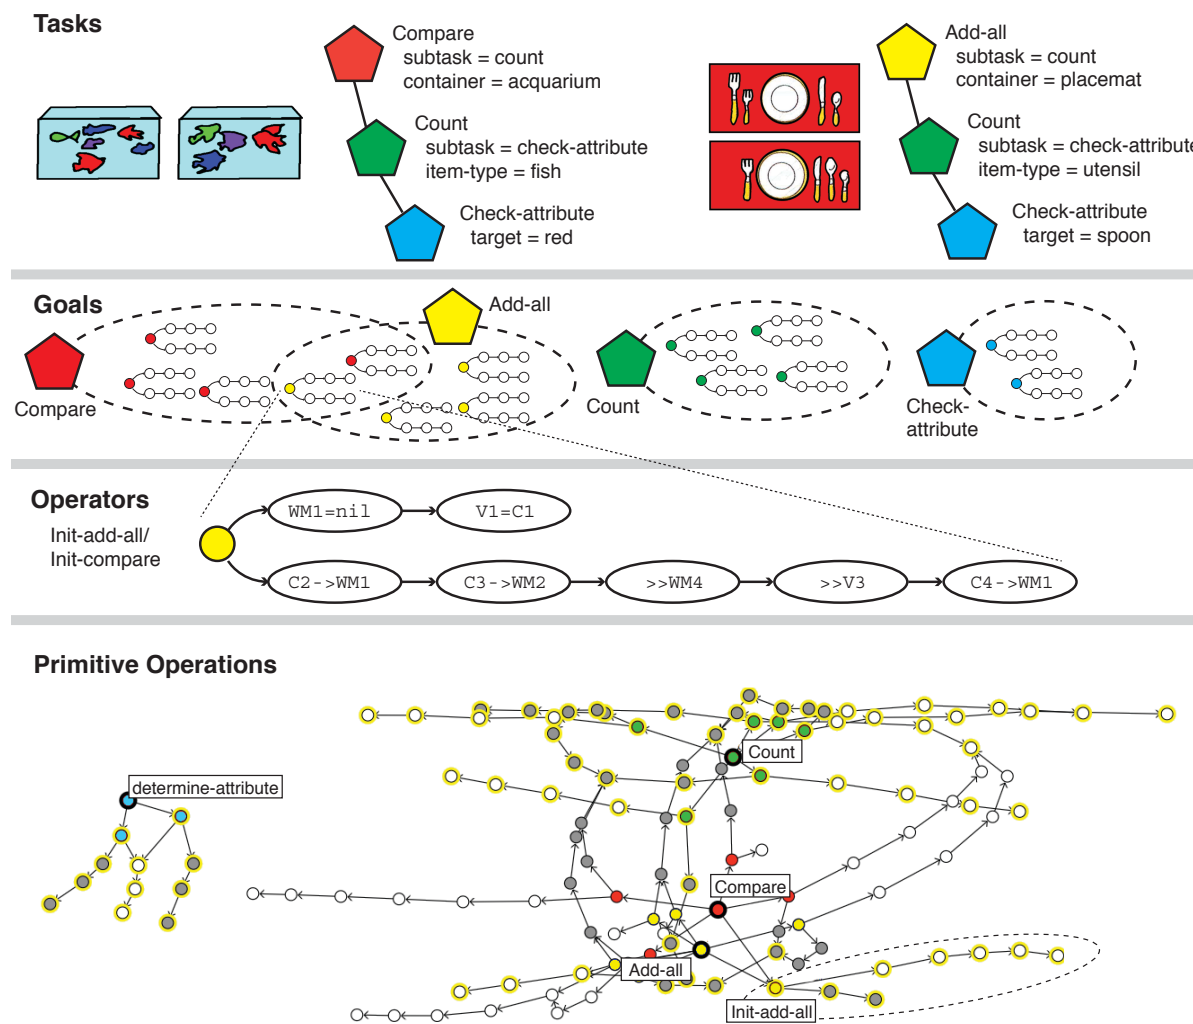 Tasks
Compare
subtask = count
container = acquarium
Count
subtask = check-attribute
item-type = fish
Check-attribute
target = red
Add-all
subtask = count
container = placemat
Count
subtask = check-attribute
item-type = utensil
Check-attribute
target = spoon
Goals
Compare
Add-all
Count
Check-
attribute
Operators
Init-add-all/
Init-compare
WM1=nil
V1=C1
C2->WM1
C3->WM2
>>WM4
>>V3
C4->WM1
Primitive Operations
determine-attribute
Count
Compare
Add-all
Init-add-all